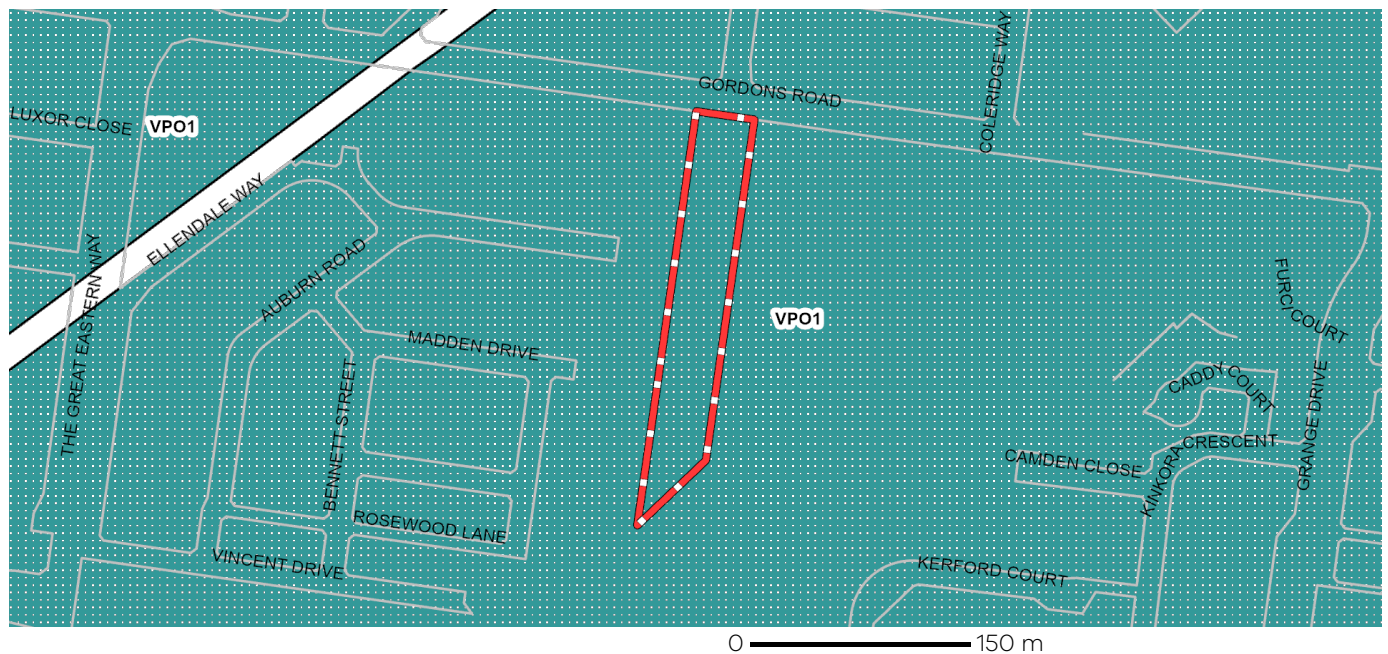 GORDONS ROAD
COLERIDGE WAY
LUXOR CLOSE
VPO1
ELLENDALE WAY
THE GREAT EASTERN WAY
AUBURN ROAD
FURC/COURT
VPO1
MADDEN DRIVE
BENNETT STREET
CADDY COURT
GRANGE DRIVE
CRESCENT
KINKORA
CAMDEN CLOSE
ROSEWOOD LANE
VINCENT DRIVE
KERFORD COURT
0 150 m